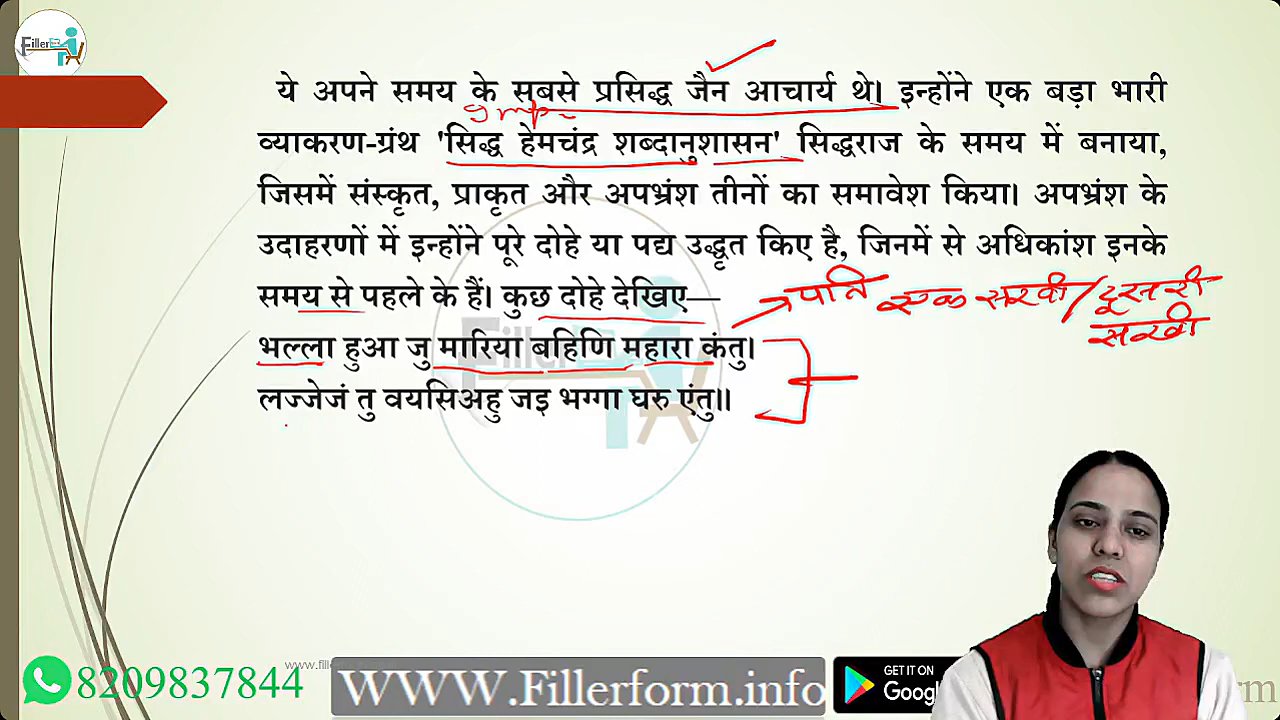 Filler
ये अपने समय के सबसे प्रसिद्ध जैन आचार्य थे। इन्होंने एक बड़ा भारी
Imp
व्याकरण-ग्रंथ 'सिद्ध हेमचंद्र शब्दानुशासन' सिद्धराज के समय में बनाया,
जिसमें संस्कृत, प्राकृत और अपभ्रंश तीनों का समावेश किया। अपभ्रंश के
उदाहरणों में इन्होंने पूरे दोहे या पद्य उद्धृत किए है, जिनमें से अधिकांश इनके
समय से पहले के हैं। कुछ दोहे देखिए—
पति एक सखी/दूसरी
सखी
भल्ला हुआ जु मारिया बहिणि महारा कंतु।
लज्जेजं तु वयसिअहु जइ भग्गा घरु एंतु॥
8209837844
WWW.Fillerform.info
GET IT ON
Google